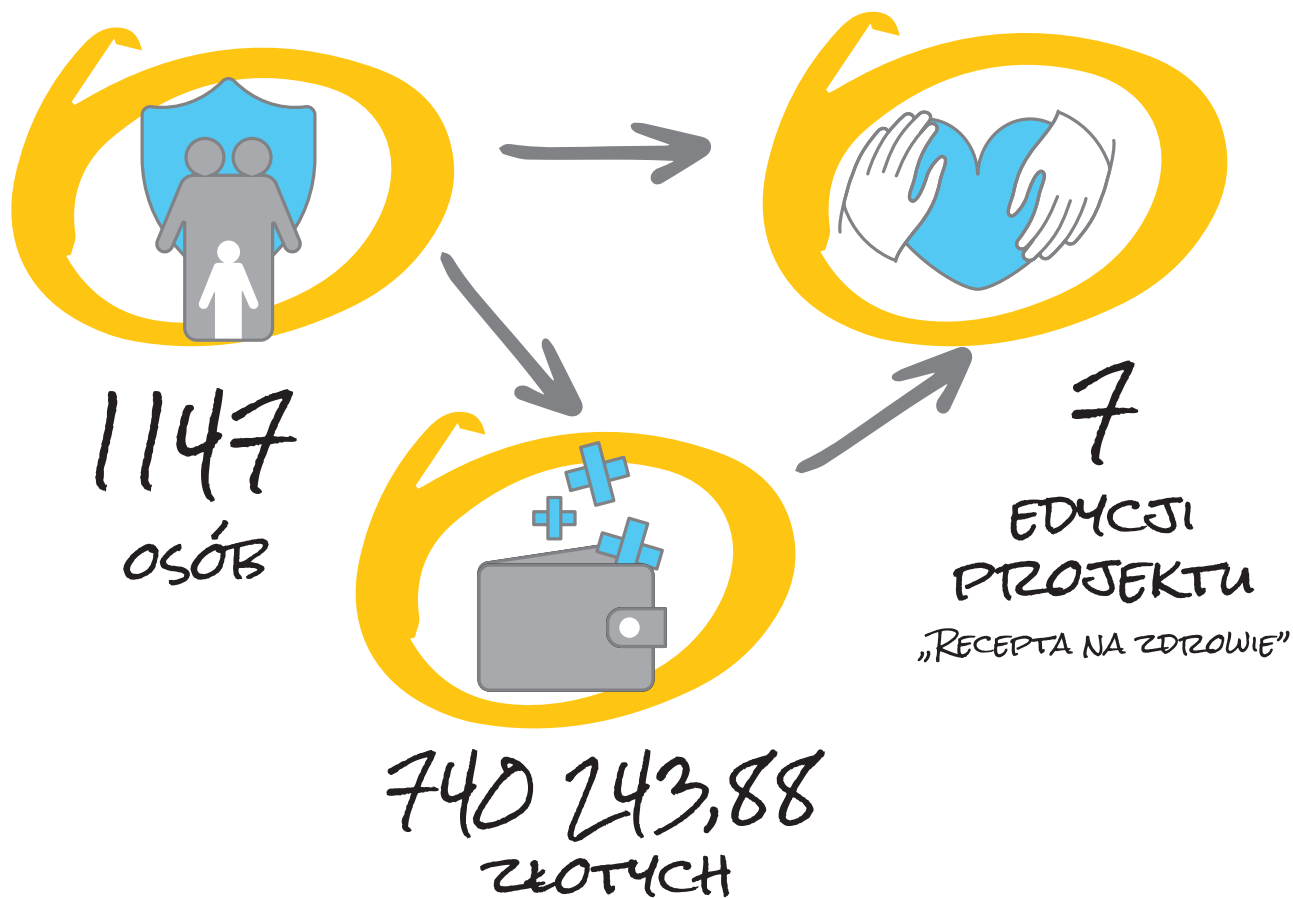 1147
OSÓB
7
EDYCJI
PROJEKTU
„RECEPTA NA ZDROWIE”
740 243,88
ZŁOTYCH